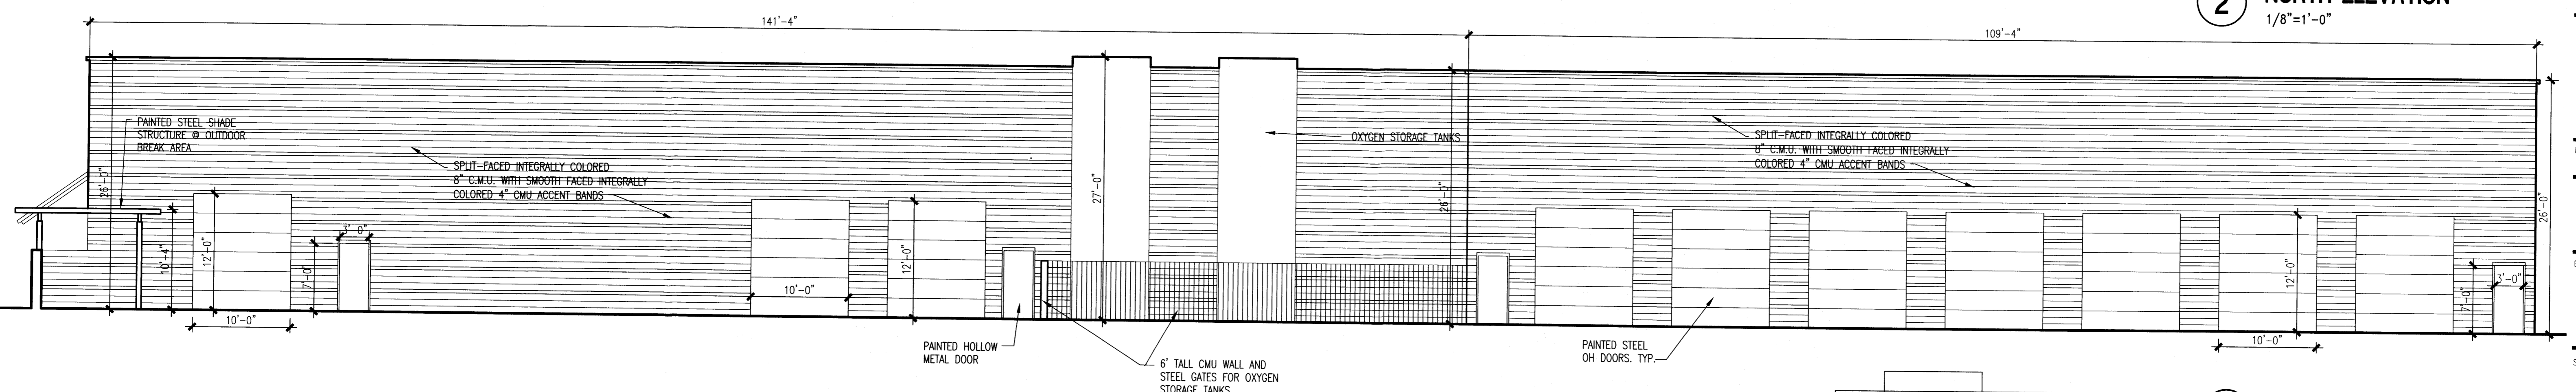 2
NORTH ELEVATION
1/8"=1'-0"
141'-4"
109'-4"
PAINTED STEEL SHADE
STRUCTURE @ OUTDOOR
BREAK AREA
26'-0"
SPLIT-FACED INTEGRALLY COLORED
8" C.M.U. WITH SMOOTH FACED INTEGRALLY
COLORED 4" CMU ACCENT BANDS
27'-0"
OXYGEN STORAGE TANKS
26'-0"
SPLIT-FACED INTEGRALLY COLORED
8" C.M.U. WITH SMOOTH FACED INTEGRALLY
COLORED 4" CMU ACCENT BANDS
26'-0"
10'-4"
12'-0"
7'-0"
3'-0"
10'-0"
10'-0"
12'-0"
12'-0"
7'-0"
3'-0"
10'-0"
PAINTED HOLLOW
METAL DOOR
6' TALL CMU WALL AND
STEEL GATES FOR OXYGEN
STORAGE TANKS
PAINTED STEEL
OH DOORS. TYP.